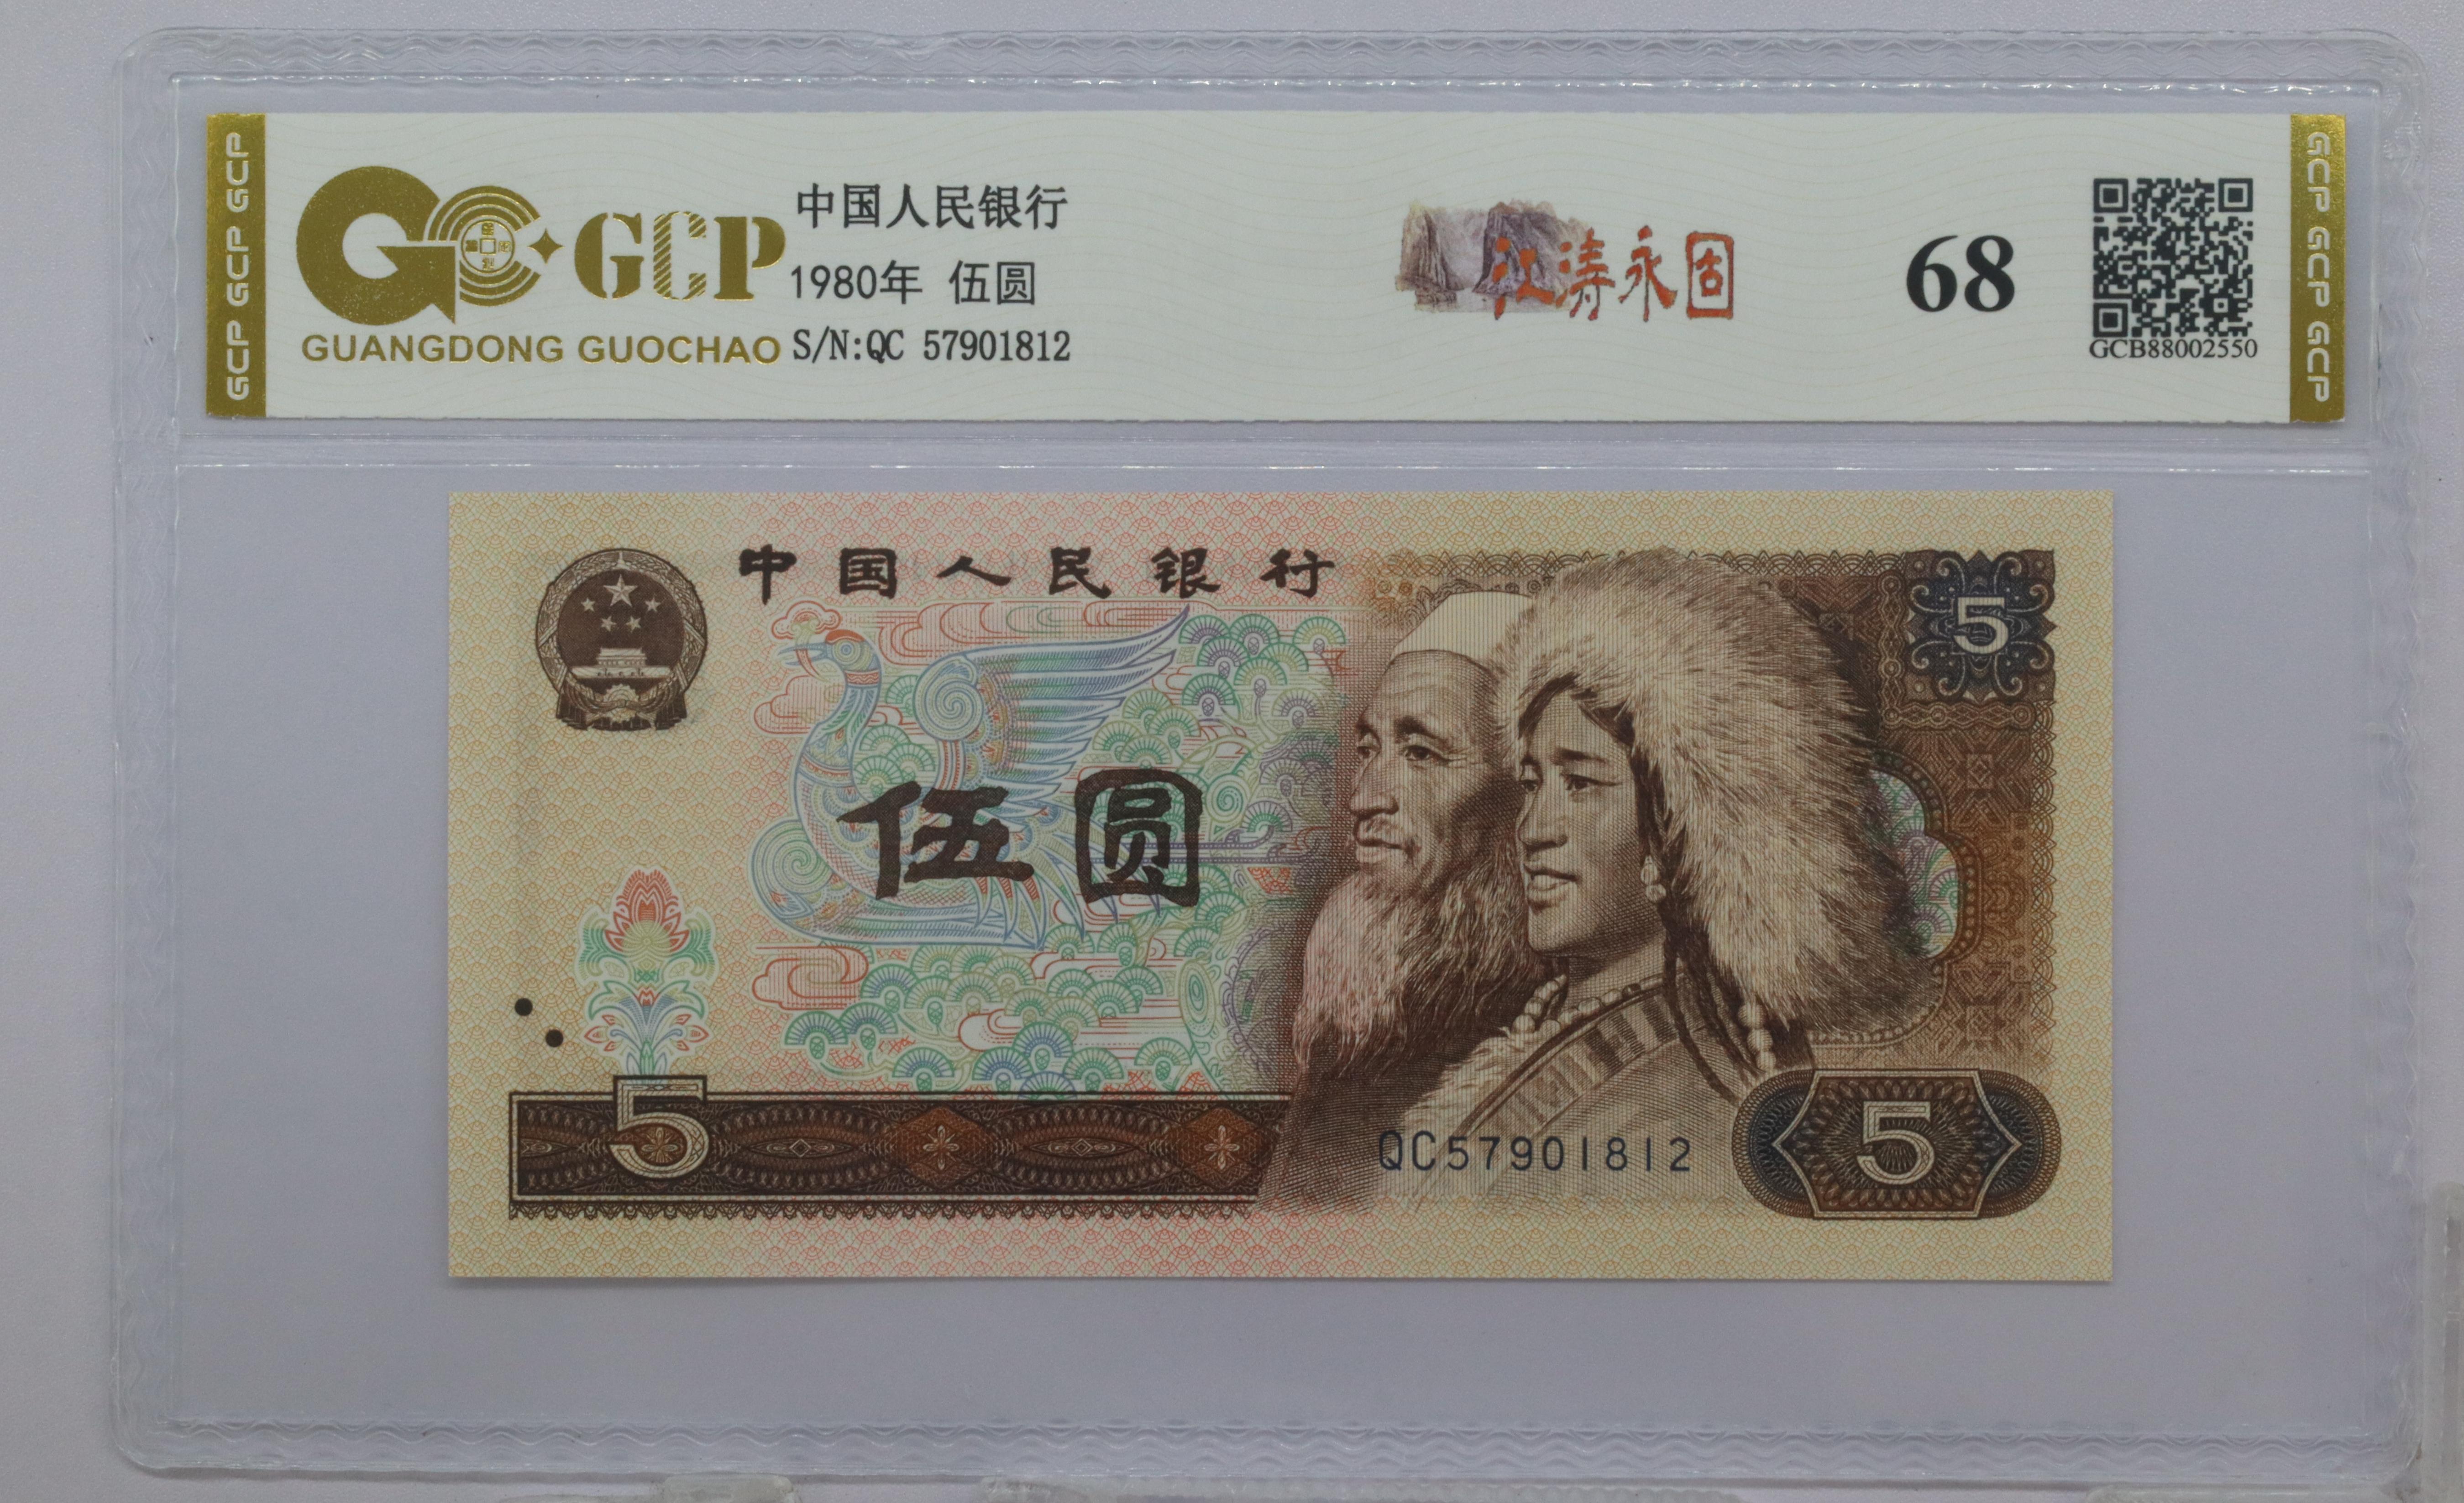 GCP GCP GCP
GCP
中国人民银行
1980年 伍圆
GUANGDONG GUOCHAO
S/N:QC 57901812
江涛永固
68
GCB88002550
GCP GCP GCP
中国人民银行
5
伍圆
5
QC57901812
5